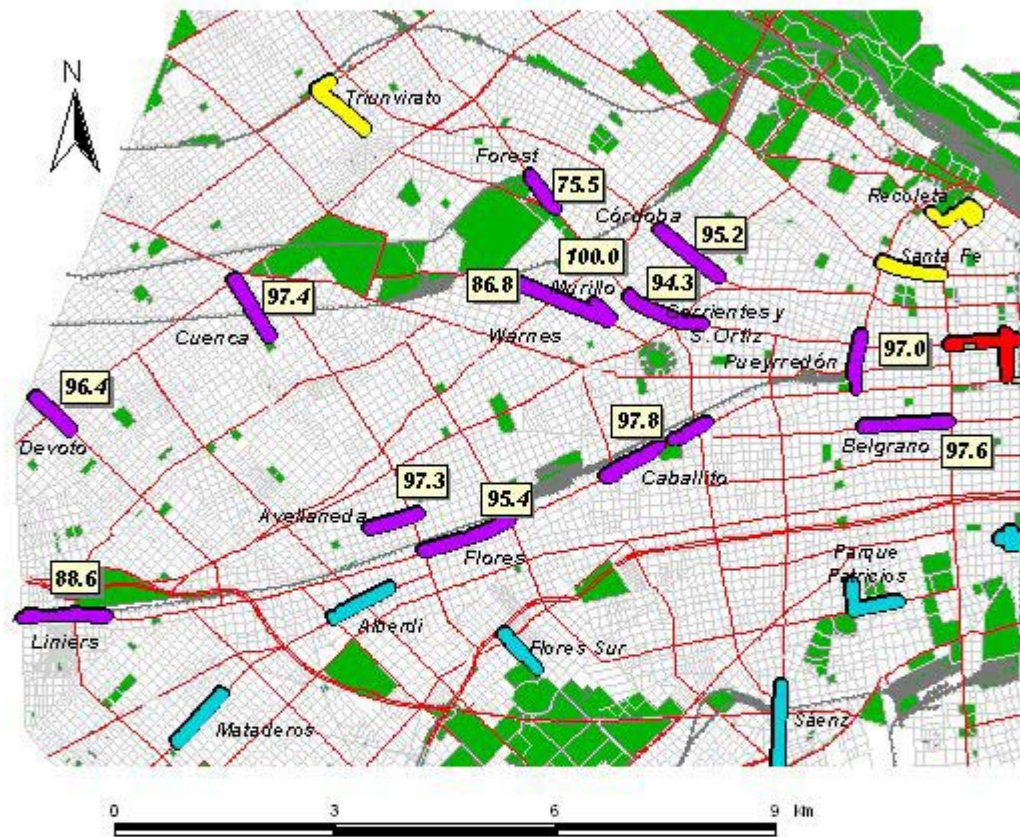 N
Triunvirato
Forest
75.5
Recoleta
Córdoba
95.2
Santa Fe
100.0
86.8
Murillo
94.3
97.4
Corrientes y
S. Ortiz
Cuenca
Warnes
Pueyrredón
97.0
96.4
97.8
Devoto
Belgrano
97.6
Caballito
97.3
95.4
Avellaneda
Flores
Parque
Patricios
88.6
Liniers
Alberdi
Flores Sur
Mataderos
Sáenz
0 3 6 9 km